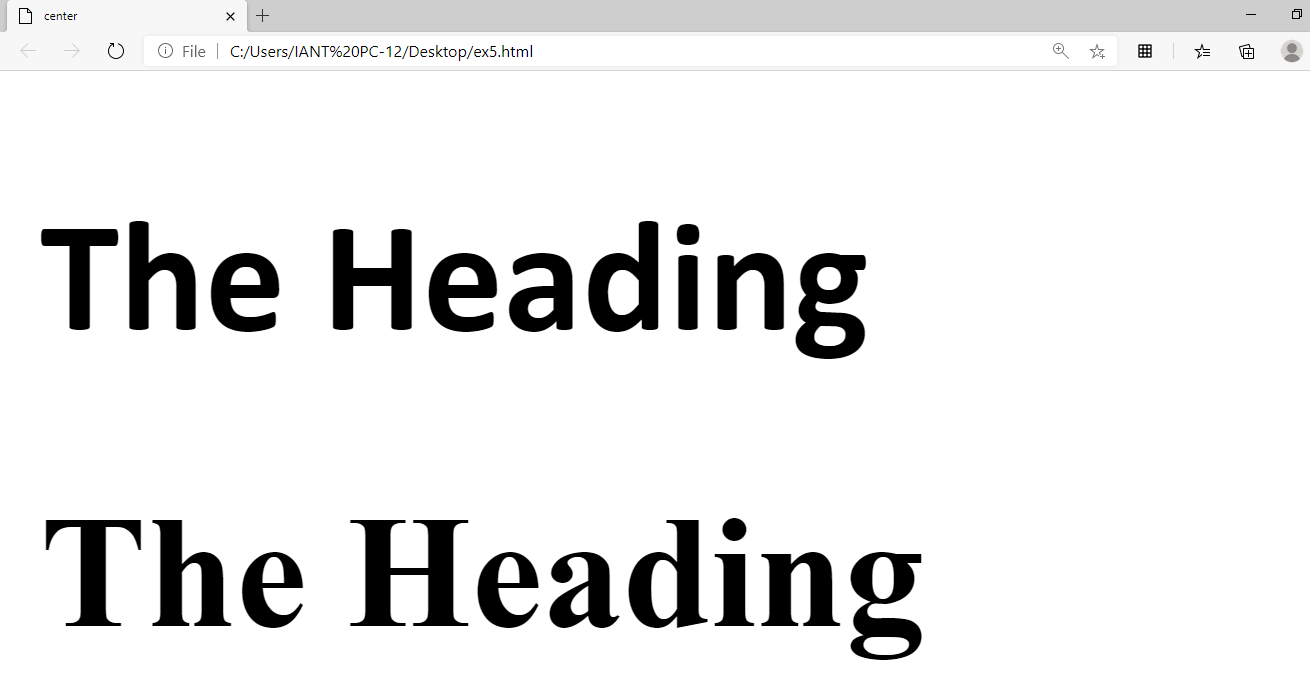 center
File
C:/Users/IANT%20PC-12/Desktop/ex5.html
The Heading
The Heading